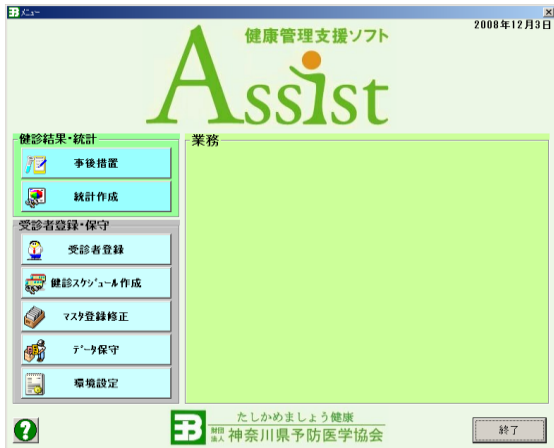 メニュー
2008年12月3日
健康管理支援ソフト
Assist
健診結果・統計
事後措置
統計作成
業務
受診者登録・保守
受診者登録
健診スケジュール作成
マスタ登録修正
データ保守
環境設定
たしかめましょう健康
財団法人 神奈川県予防医学協会
終了